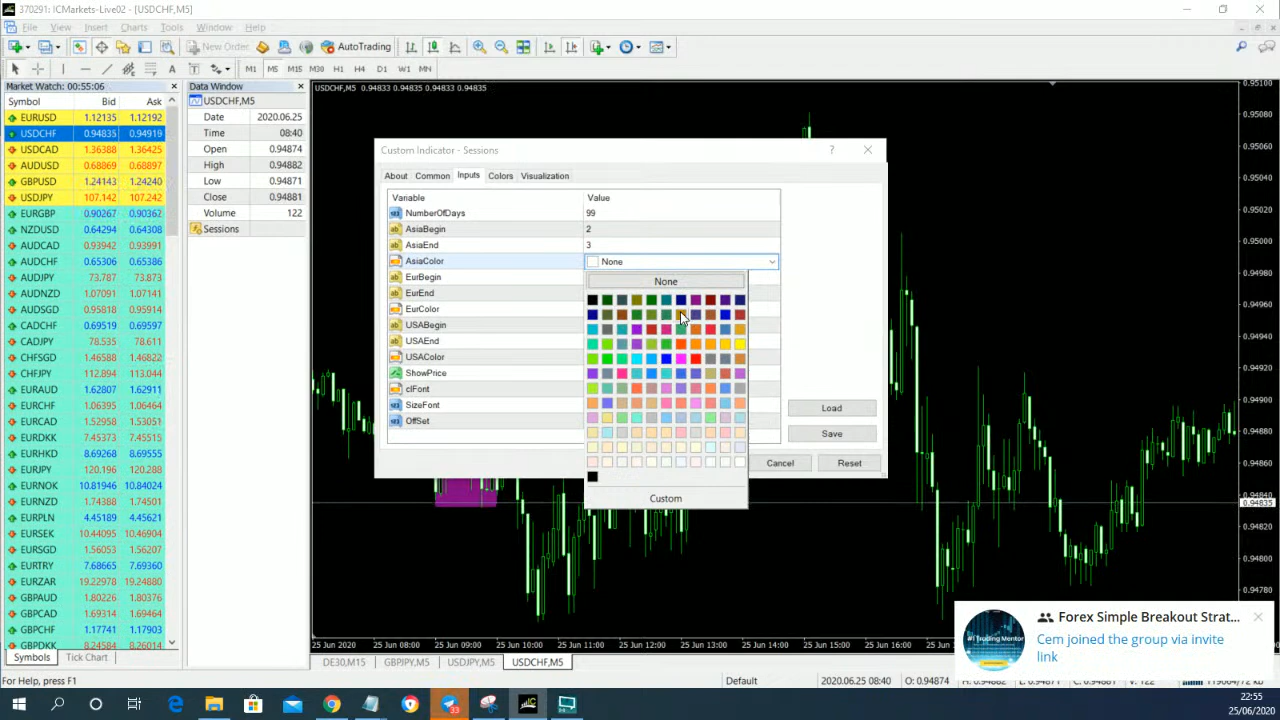 370291: ICMarkets-Live02 - [USDCHF,M5]
File View Insert Charts Tools Window Help
New Order AutoTrading
A T M1 M5 M15 M30 H1 H4 D1 W1 MN
Market Watch: 00:55:06
Symbol Bid Ask
EURUSD 1.12135 1.12192
USDCHF 0.94835 0.94919
USDCAD 1.36388 1.36425
AUDUSD 0.68869 0.68897
GBPUSD 1.24143 1.24240
USDJPY 107.142 107.242
EURGBP 0.90267 0.90362
NZDUSD 0.64294 0.64308
AUDCAD 0.93942 0.93991
AUDCHF 0.65306 0.65386
AUDJPY 73.787 73.873
AUDNZD 1.07091 1.07141
AUDSGD 0.95818 0.95914
CADCHF 0.69519 0.69597
CADJPY 78.535 78.611
CHFSGD 1.46588 1.46682
CHFJPY 112.894 113.044
EURAUD 1.62807 1.62911
EURCHF 1.06395 1.06464
EURCAD 1.52958 1.53051
EURDKK 7.45373 7.45515
EURHKD 8.69268 8.69555
EURJPY 120.196 120.288
EURNOK 10.81946 10.84024
EURNZD 1.74388 1.74518
EURPLN 4.45189 4.45621
EURSEK 10.44095 10.46094
EURSGD 1.56053 1.56207
EURTRY 7.68665 7.69360
EURZAR 19.22978 19.24880
GBPAUD 1.80226 1.80376
GBPCAD 1.69314 1.69464
GBPCHF 1.17741 1.17903
GBPDKK 8.24584 8.26014
Symbols Tick Chart
Data Window
USDCHF,M5
Date 2020.06.25
Time 08:40
Open 0.94874
High 0.94882
Low 0.94871
Close 0.94881
Volume 122
Sessions
USDCHF,M5 0.94833 0.94835 0.94833 0.94835
Custom Indicator - Sessions
About Common Inputs Colors Visualization
Variable Value
NumberOfDays 99
AsiaBegin 2
AsiaEnd 3
AsiaColor None
EurBegin
EurEnd
EurColor
USABegin
USAEnd
USAColor
ShowPrice
clFont
SizeFont
OffSet
None
Custom
Load
Save
Cancel Reset
0.95100
0.95080
0.95060
0.95040
0.95020
0.95000
0.94980
0.94960
0.94940
0.94920
0.94900
0.94880
0.94860
0.94840
0.94835
0.94820
0.94800
0.94780
25 Jun 2020 25 Jun 08:00 25 Jun 09:00 25 Jun 10:00 25 Jun 11:00 25 Jun 12:00 25 Jun 13:00 25 Jun 14:00 25 Jun 15:00 25 Jun 16:00 25 Jun
DE30,M15 GBPJPY,M5 USDJPY,M5 USDCHF,M5
Forex Simple Breakout Strat...
Cem joined the group via invite
link
#1 Trading Mentor
For Help, press F1 Default 2020.06.25 08:40 O: 0.94874
33
22:55
25/06/2020